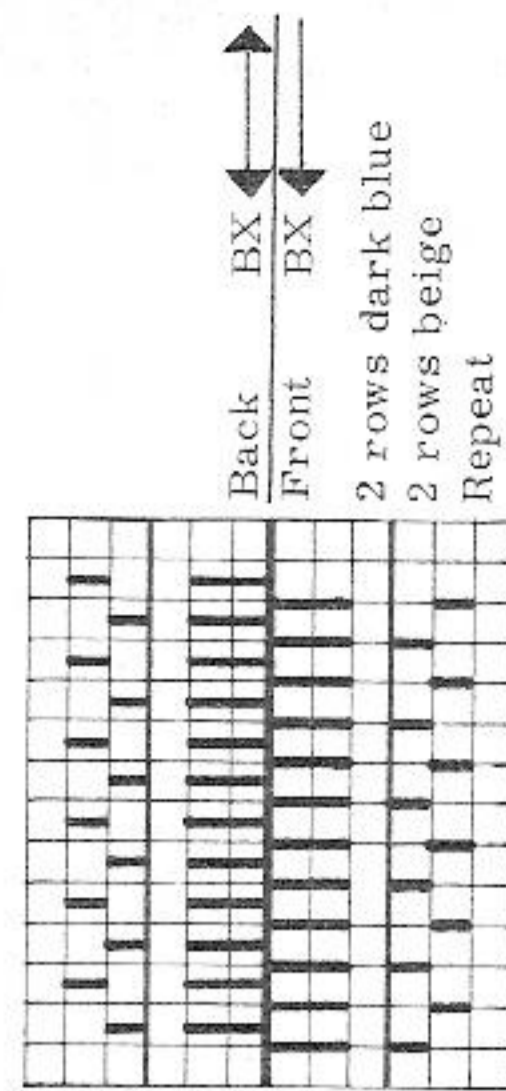 Back BX
Front BX
2 rows dark blue
2 rows beige
Repeat